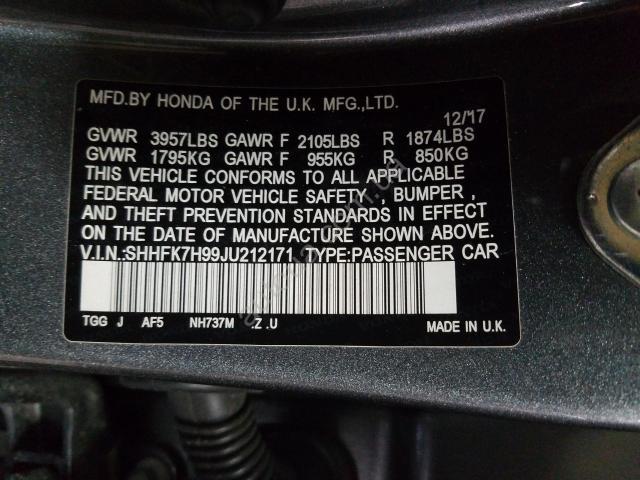 MFD.BY HONDA OF THE U.K. MFG.,LTD.
12/17
GVWR 3957LBS GAWR F 2105LBS R 1874LBS
GVWR 1795KG GAWR F 955KG R 850KG
THIS VEHICLE CONFORMS TO ALL APPLICABLE
FEDERAL MOTOR VEHICLE SAFETY , BUMPER ,
AND THEFT PREVENTION STANDARDS IN EFFECT
ON THE DATE OF MANUFACTURE SHOWN ABOVE.
V.I.N.:SHHFK7H99JU212171 TYPE:PASSENGER CAR
TGG J AF5 NH737M .Z .U MADE IN U.K.